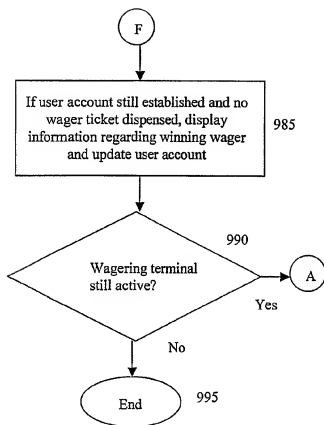 F
If user account still established and no
wager ticket dispensed, display
information regarding winning wager
and update user account
985
990
Wagering terminal
still active?
A
Yes
No
End
995